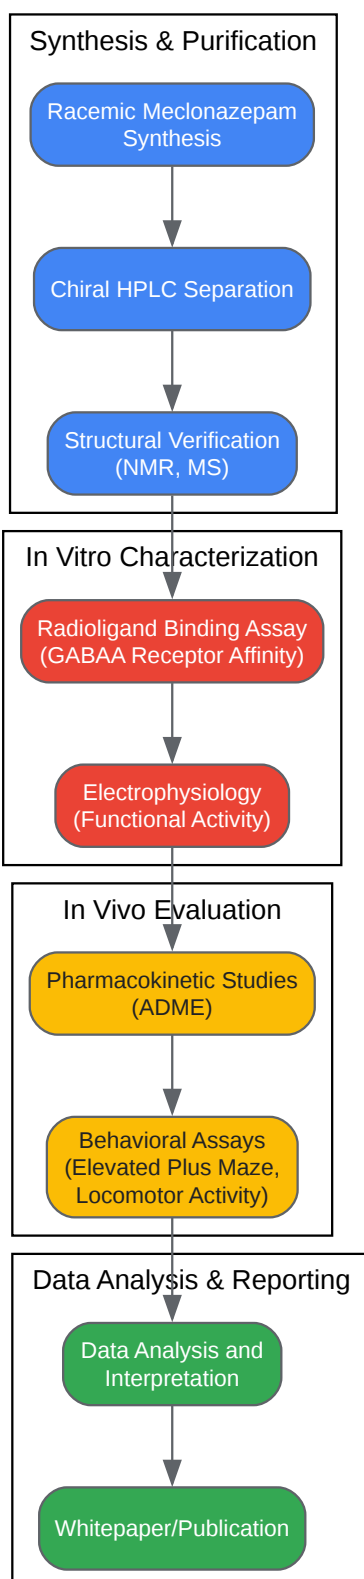 Synthesis & Purification
Racemic Meclonazepam
Synthesis
Chiral HPLC Separation
Structural Verification
(NMR, MS)
In Vitro Characterization
Radioligand Binding Assay
(GABAA Receptor Affinity)
Electrophysiology
(Functional Activity)
In Vivo Evaluation
Pharmacokinetic Studies
(ADME)
Behavioral Assays
(Elevated Plus Maze,
Locomotor Activity)
Data Analysis & Reporting
Data Analysis and
Interpretation
Whitepaper/Publication